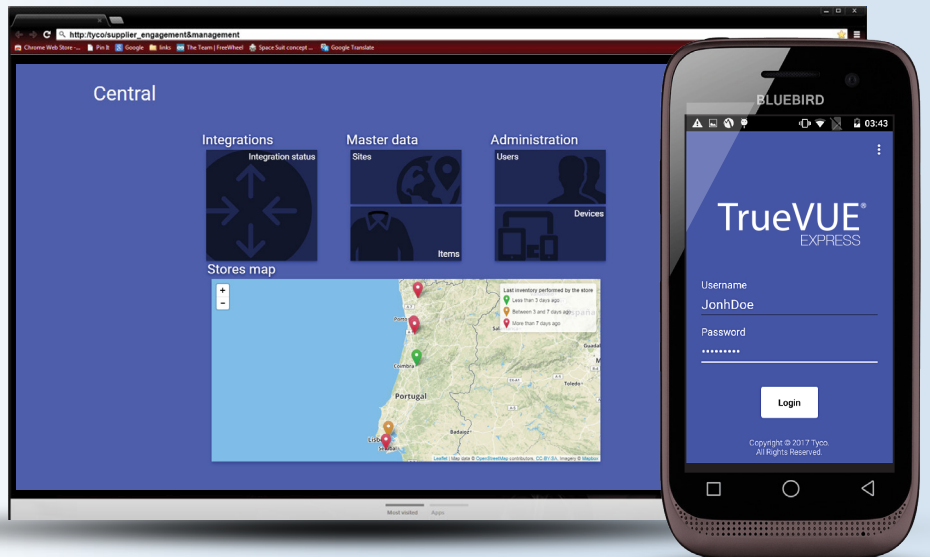 http:/tyco/supplier_engagement&management
Chrome Web Store -...
Pin It
Google
links
The Team | FreeWheel
Space Suit concept ...
Google Translate
Central
Integrations
Integration status
Master data
Sites
Items
Administration
Users
Devices
Stores map
+
-
Last inventory performed by the store
Less than 3 days ago
Between 3 and 7 days ago
More than 7 days ago
Coimbra
Portugal
Badajoz
Toledo
Setúbal
Leaflet | Map data © OpenStreetMap contributors, CC-BY-SA, Imagery © Mapbox
Most visited
Apps
BLUEBIRD
03:43
TrueVUE®
EXPRESS
Username
JonhDoe
Password
•••••••••
Login
Copyright © 2017 Tyco.
All Rights Reserved.